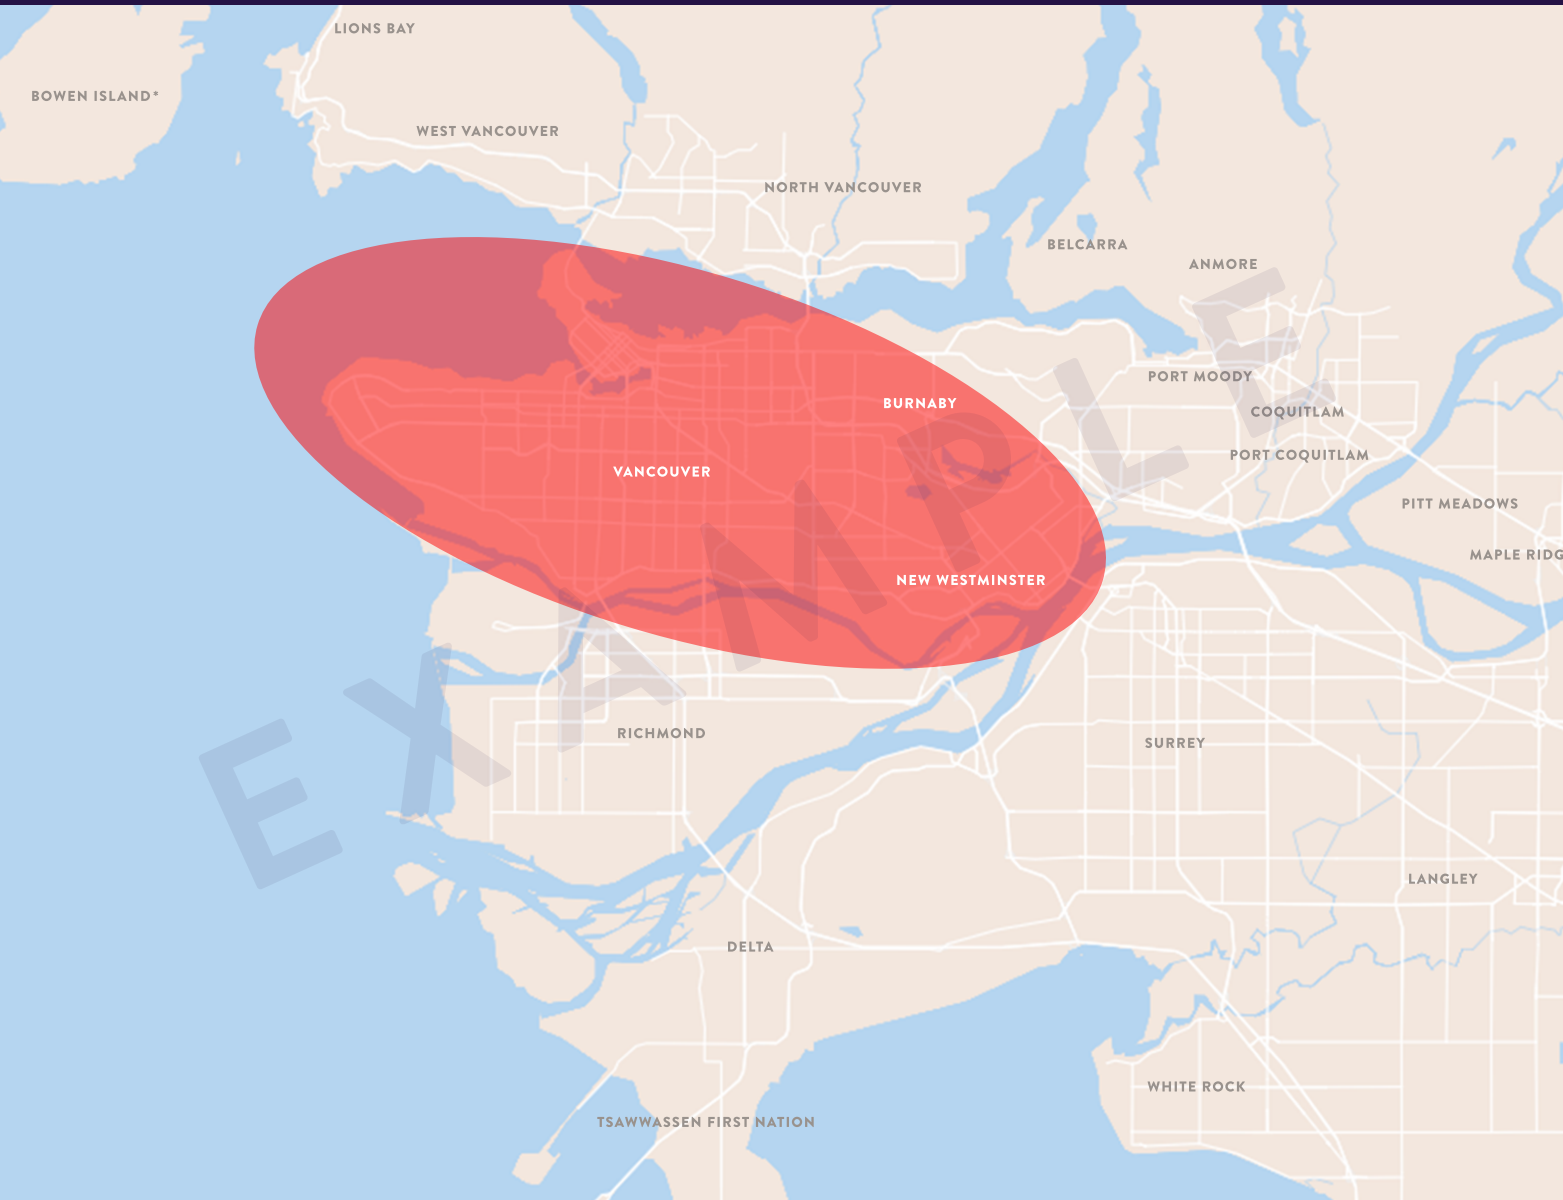 LIONS BAY
BOWEN ISLAND*
WEST VANCOUVER
NORTH VANCOUVER
BELCARRA
ANMORE
PORT MOODY
BURNABY
COQUITLAM
PORT COQUITLAM
VANCOUVER
PITT MEADOWS
MAPLE RIDG
NEW WESTMINSTER
EXAMPLE
RICHMOND
SURREY
LANGLEY
DELTA
WHITE ROCK
TSAWWASSEN FIRST NATION